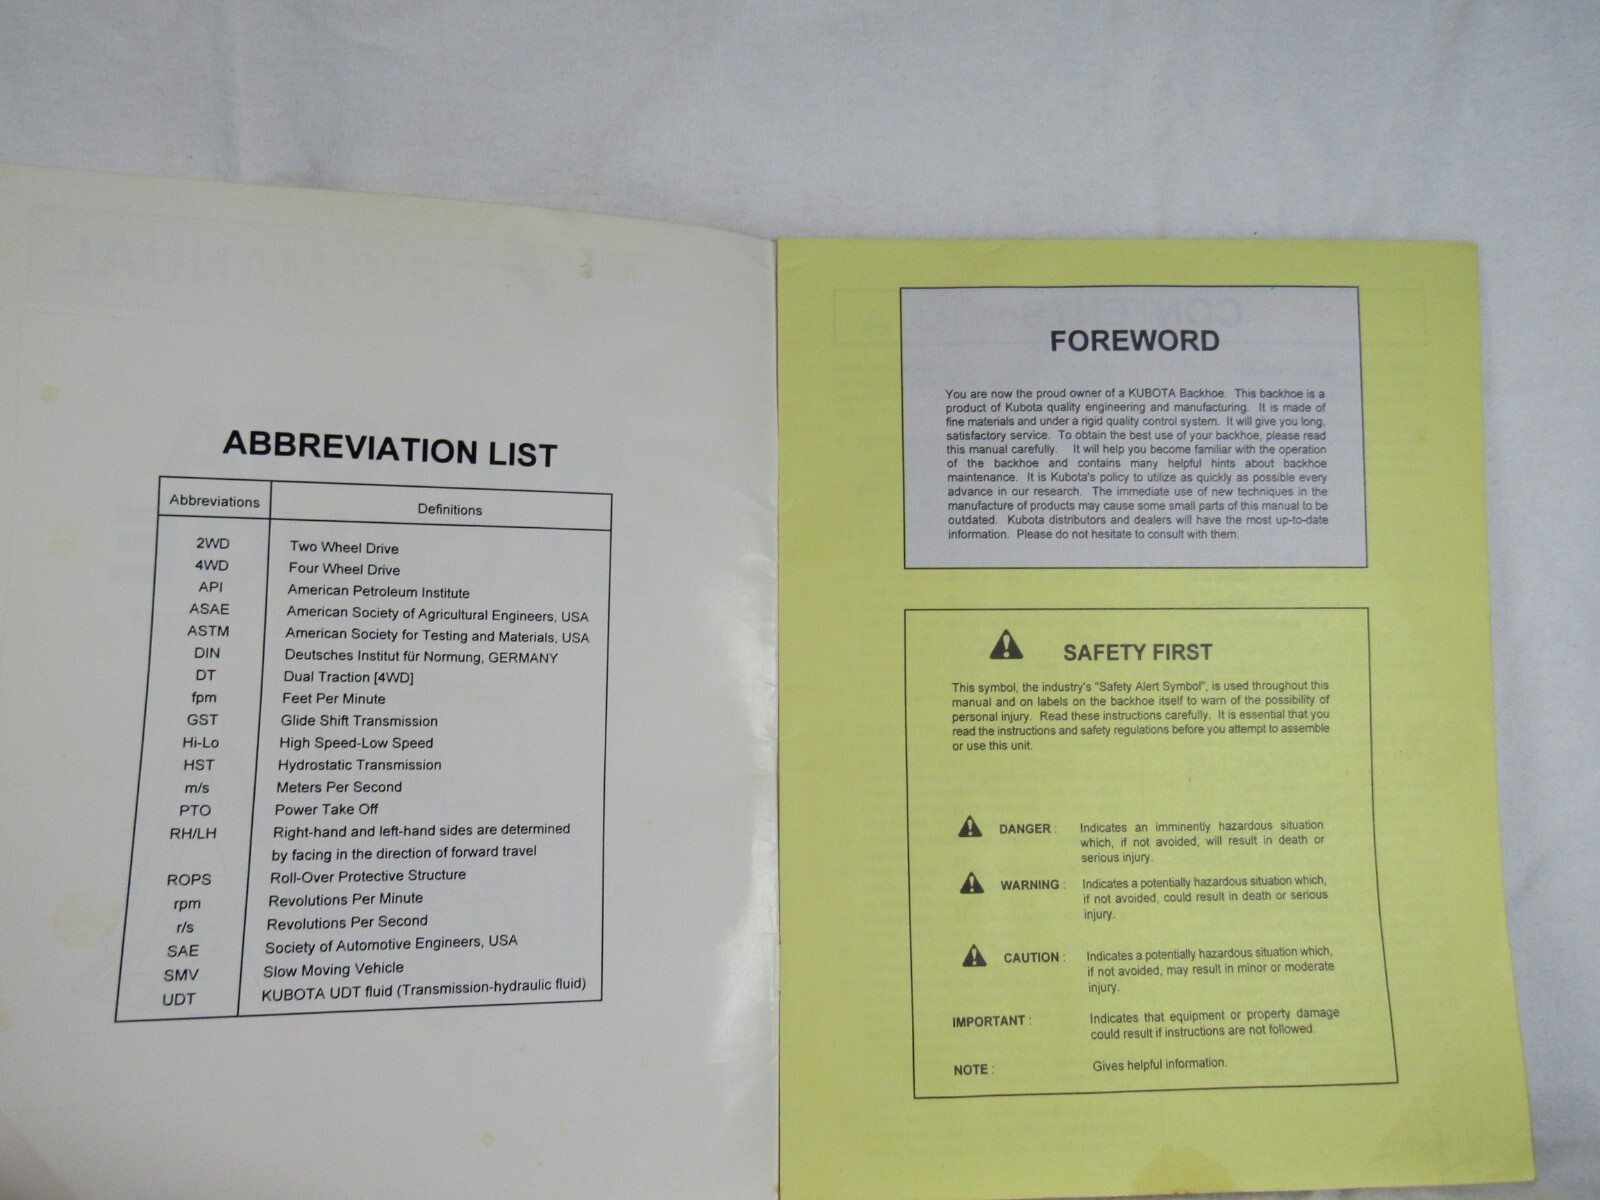 ABBREVIATION LIST
Abbreviations Definitions
2WD Two Wheel Drive
4WD Four Wheel Drive
API American Petroleum Institute
ASAE American Society of Agricultural Engineers, USA
ASTM American Society for Testing and Materials, USA
DIN Deutsches Institut für Normung, GERMANY
DT Dual Traction [4WD]
fpm Feet Per Minute
GST Glide Shift Transmission
Hi-Lo High Speed-Low Speed
HST Hydrostatic Transmission
m/s Meters Per Second
PTO Power Take Off
RH/LH Right-hand and left-hand sides are determined
by facing in the direction of forward travel
ROPS Roll-Over Protective Structure
rpm Revolutions Per Minute
r/s Revolutions Per Second
SAE Society of Automotive Engineers, USA
SMV Slow Moving Vehicle
UDT KUBOTA UDT fluid (Transmission-hydraulic fluid)
FOREWORD
You are now the proud owner of a KUBOTA Backhoe. This backhoe is a
product of Kubota quality engineering and manufacturing. It is made of
fine materials and under a rigid quality control system. It will give you long,
satisfactory service. To obtain the best use of your backhoe, please read
this manual carefully. It will help you become familiar with the operation
of the backhoe and contains many helpful hints about backhoe
maintenance. It is Kubota's policy to utilize as quickly as possible every
advance in our research. The immediate use of new techniques in the
manufacture of products may cause some small parts of this manual to be
outdated. Kubota distributors and dealers will have the most up-to-date
information. Please do not hesitate to consult with them.
SAFETY FIRST
This symbol, the industry's "Safety Alert Symbol", is used throughout this
manual and on labels on the backhoe itself to warn of the possibility of
personal injury. Read these instructions carefully. It is essential that you
read the instructions and safety regulations before you attempt to assemble
or use this unit.
DANGER : Indicates an imminently hazardous situation
which, if not avoided, will result in death or
serious injury.
WARNING : Indicates a potentially hazardous situation which,
if not avoided, could result in death or serious
injury.
CAUTION : Indicates a potentially hazardous situation which,
if not avoided, may result in minor or moderate
injury.
IMPORTANT : Indicates that equipment or property damage
could result if instructions are not followed.
NOTE : Gives helpful information.